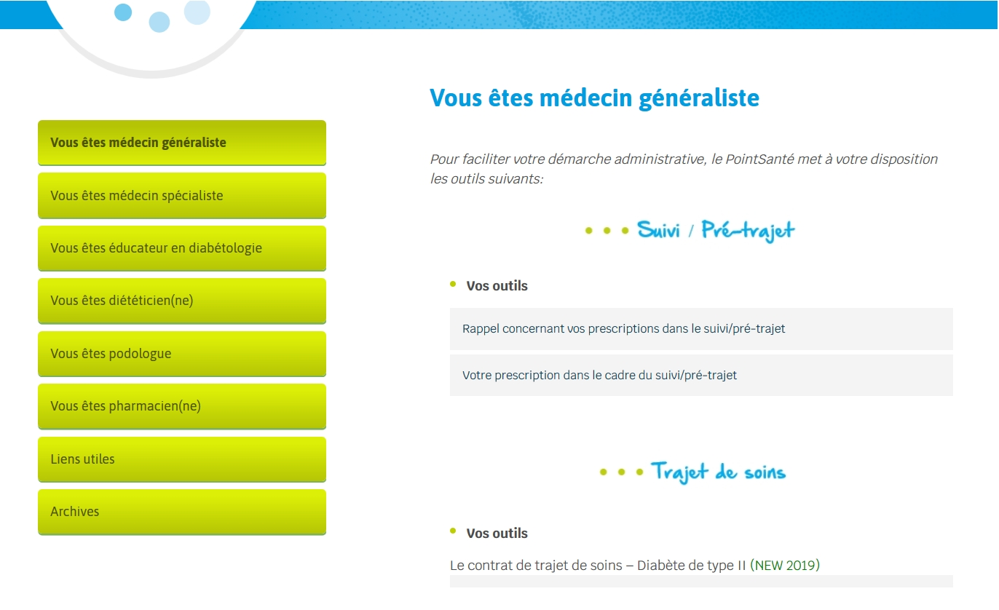 Vous êtes médecin généraliste
Vous êtes médecin spécialiste
Vous êtes éducateur en diabétologie
Vous êtes diététicien(ne)
Vous êtes podologue
Vous êtes pharmacien(ne)
Liens utiles
Archives
Vous êtes médecin généraliste
Pour faciliter votre démarche administrative, le PointSanté met à votre disposition
les outils suivants:
Suivi / Pré-trajet
Vos outils
Rappel concernant vos prescriptions dans le suivi/pré-trajet
Votre prescription dans le cadre du suivi/pré-trajet
Trajet de soins
Vos outils
Le contrat de trajet de soins – Diabète de type II (NEW 2019)